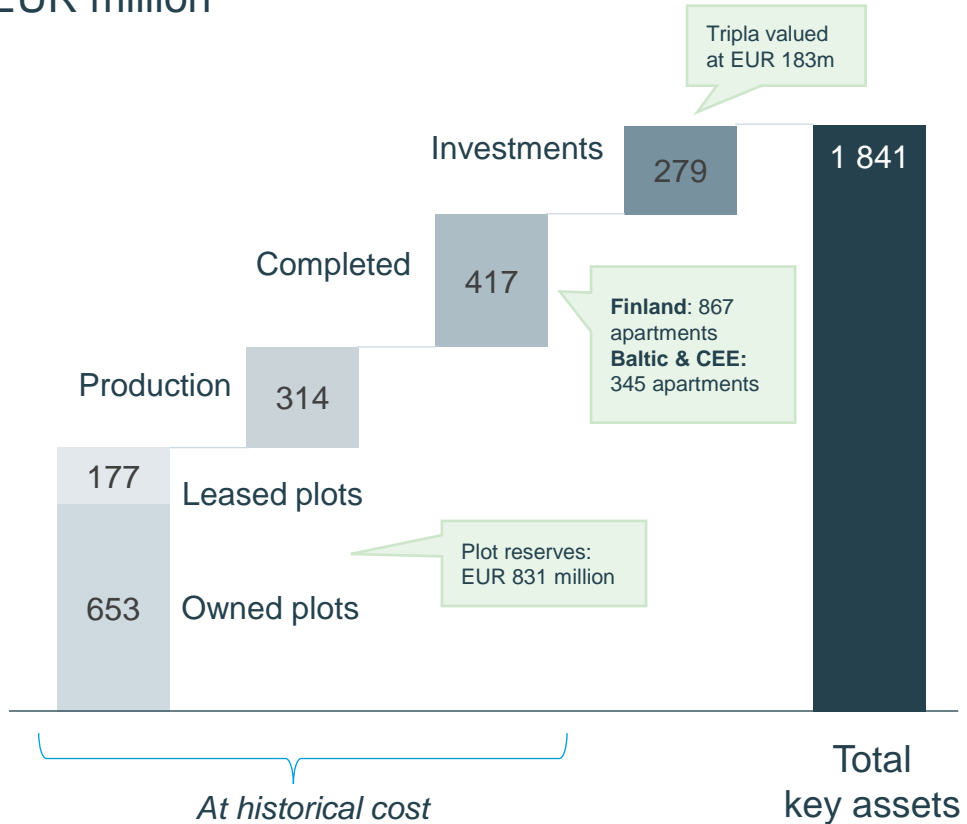 EUR million
Tripla valued
at EUR 183m
Investments
279
1 841
Completed
417
Finland: 867
apartments
Baltic & CEE:
345 apartments
Production
314
177
Leased plots
Plot reserves:
EUR 831 million
653
Owned plots
At historical cost
Total
key assets